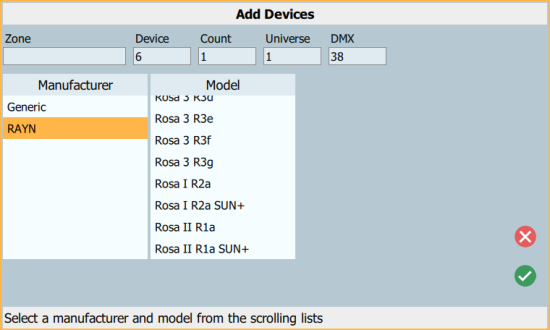 Add Devices
Zone Device Count Universe DMX
6 1 1 38
Manufacturer Model
Generic
RAYN
Rosa 3 R3d
Rosa 3 R3e
Rosa 3 R3f
Rosa 3 R3g
Rosa I R2a
Rosa I R2a SUN+
Rosa II R1a
Rosa II R1a SUN+
Select a manufacturer and model from the scrolling lists